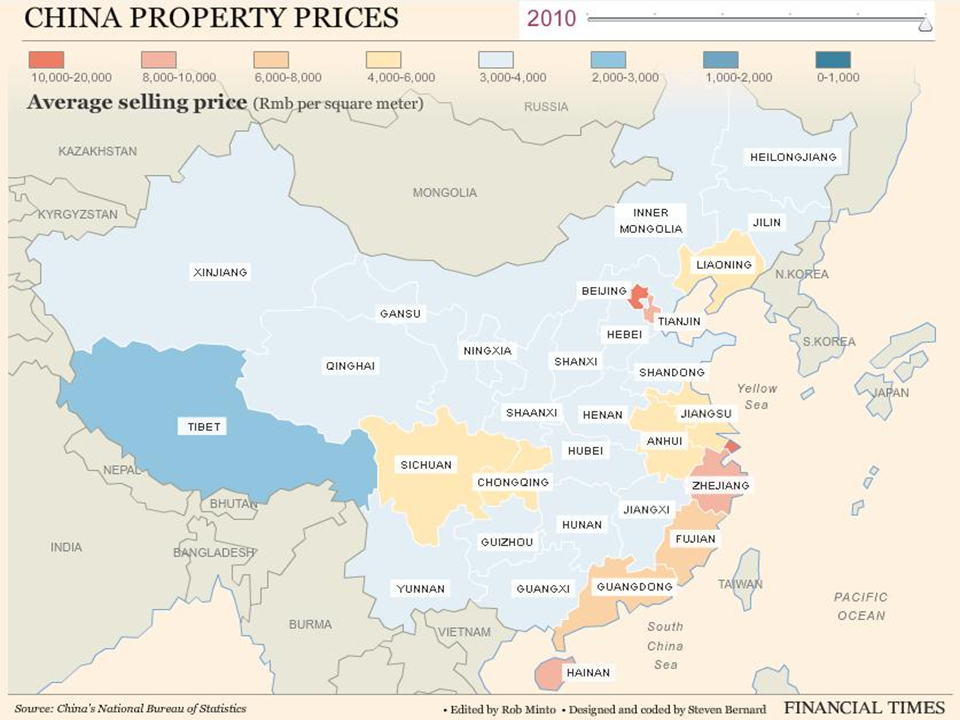 CHINA PROPERTY PRICES
2010
10,000-20,000
8,000-10,000
6,000-8,000
4,000-6,000
3,000-4,000
2,000-3,000
1,000-2,000
0-1,000
Average selling price (Rmb per square meter)
RUSSIA
KAZAKHSTAN
HEILONGJIANG
MONGOLIA
KYRGYZSTAN
INNER
MONGOLIA
JILIN
XINJIANG
LIAONING
N.KOREA
BEIJING
GANSU
TIANJIN
HEBEI
S.KOREA
NINGXIA
QINGHAI
SHANXI
SHANDONG
Yellow
Sea
JAPAN
SHAANXI
HENAN
JIANGSU
TIBET
ANHUI
HUBEI
SICHUAN
NEPAL
CHONGQING
ZHEJIANG
BHUTAN
JIANGXI
HUNAN
FUJIAN
GUIZHOU
INDIA
BANGLADESH
YUNNAN
GUANGXI
GUANGDONG
TAIWAN
PACIFIC
OCEAN
BURMA
VIETNAM
South
China
Sea
HAINAN
Source: China's National Bureau of Statistics
• Edited by Rob Minto • Designed and coded by Steven Bernard
FINANCIAL TIMES